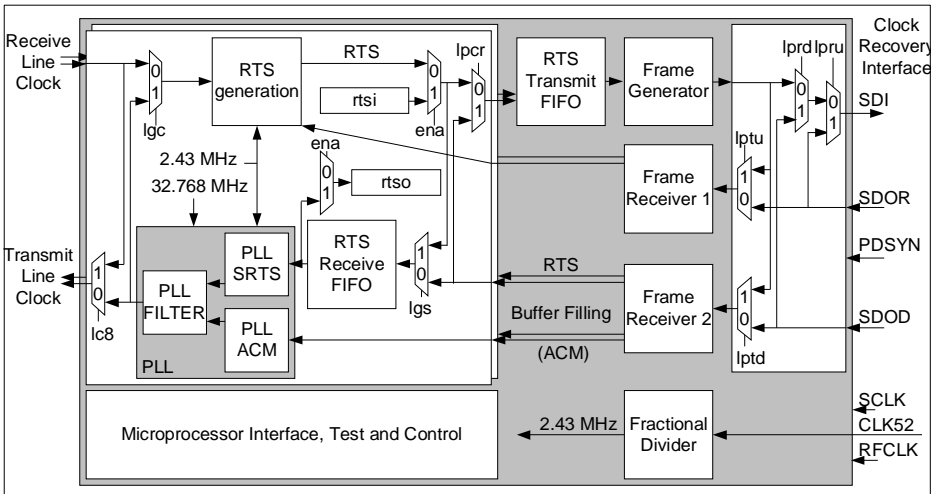 Receive
Line
Clock
0
1
lgc
RTS
generation
RTS
rtsi
0
1
ena
lpcr
0
1
RTS
Transmit
FIFO
Frame
Generator
lprd
lpru
0
1
0
1
Clock
Recovery
Interface
SDI
2.43 MHz
32.768 MHz
ena
0
1
rtso
Frame
Receiver 1
lptu
1
0
SDOR
Transmit
Line
Clock
1
0
lc8
PLL
FILTER
PLL
SRTS
PLL
ACM
PLL
RTS
Receive
FIFO
1
0
lgs
RTS
Buffer Filling
(ACM)
Frame
Receiver 2
1
0
lptd
PDSYN
SDOD
Microprocessor Interface, Test and Control
2.43 MHz
Fractional
Divider
SCLK
CLK52
RFCLK